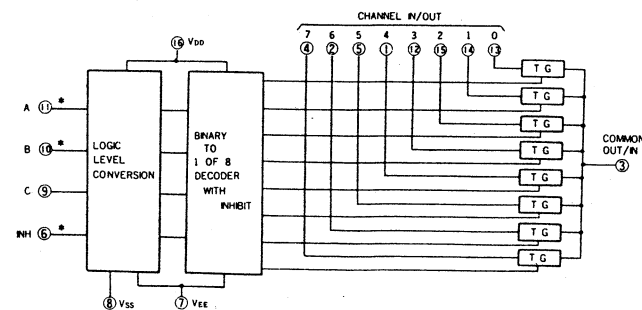 CHANNEL IN/OUT
7 6 5 4 3 2 1 0
④ ② ⑤ ① ⑫ ⑮ ⑭ ⑬
⑯ VDD
TG
TG
TG
TG
TG
TG
TG
TG
A ⑪ *
B ⑩ *
C ⑨
INH ⑥ *
LOGIC
LEVEL
CONVERSION
BINARY
TO
1 OF 8
DECODER
WITH
INHIBIT
COMMON
OUT/IN
③
⑧ VSS
⑦ VEE